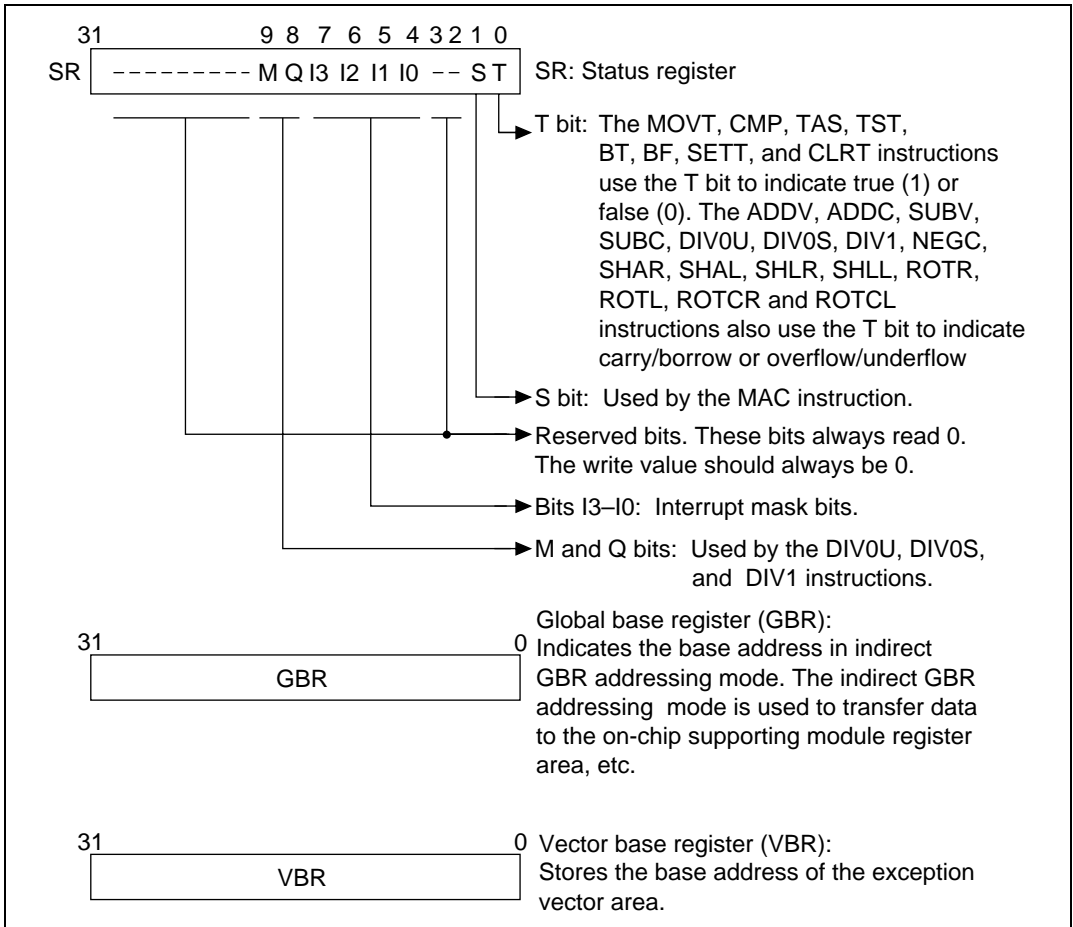 31 9 8 7 6 5 4 3 2 1 0
SR --------- M Q I3 I2 I1 I0 -- S T SR: Status register
T bit: The MOVT, CMP, TAS, TST,
BT, BF, SETT, and CLRT instructions
use the T bit to indicate true (1) or
false (0). The ADDV, ADDC, SUBV,
SUBC, DIV0U, DIV0S, DIV1, NEGC,
SHAR, SHAL, SHLR, SHLL, ROTR,
ROTL, ROTCR and ROTCL
instructions also use the T bit to indicate
carry/borrow or overflow/underflow
S bit: Used by the MAC instruction.
Reserved bits. These bits always read 0.
The write value should always be 0.
Bits I3–I0: Interrupt mask bits.
M and Q bits: Used by the DIV0U, DIV0S,
and DIV1 instructions.
Global base register (GBR):
31 0 Indicates the base address in indirect
GBR GBR addressing mode. The indirect GBR
addressing mode is used to transfer data
to the on-chip supporting module register
area, etc.
31 0 Vector base register (VBR):
VBR Stores the base address of the exception
vector area.